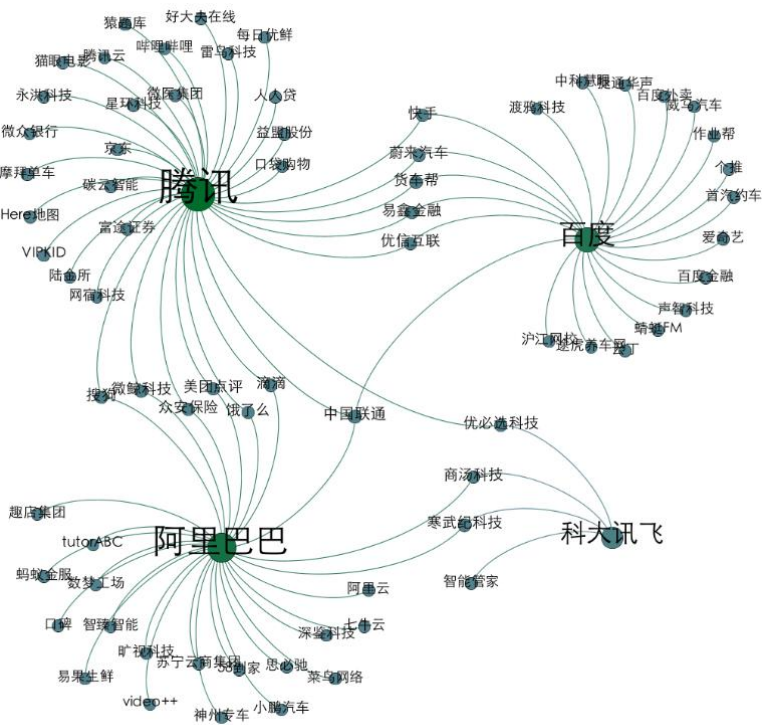 猿题库
好大夫在线
每日优鲜
哔哩哔哩
雷鸟科技
猫眼电影
腾讯云
永洪科技
微医集团
星环科技
人人贷
微众银行
益盟股份
京东
口袋购物
摩拜单车
碳云智能
腾讯
Here地图
富途证券
VIPKID
陆金所
网宿科技
快手
蔚来汽车
货车帮
易鑫金融
优信互联
中科慧眼
捷通华声
百度外卖
威马汽车
渡鸦科技
作业帮
个推
首汽约车
百度
爱奇艺
百度金融
声智科技
蜻蜓FM
沪江网校
途虎养车网
搜狗
微鲸科技
美团点评
滴滴
众安保险
饿了么
中国联通
优必选科技
商汤科技
寒武纪科技
科大讯飞
智能管家
趣店集团
tutorABC
阿里巴巴
蚂蚁金服
数梦工场
阿里云
口碑
智臻智能
七牛云
深鉴科技
旷视科技
苏宁云商集团
58到家
思必驰
菜鸟网络
易果生鲜
video++
神州专车
小鹏汽车